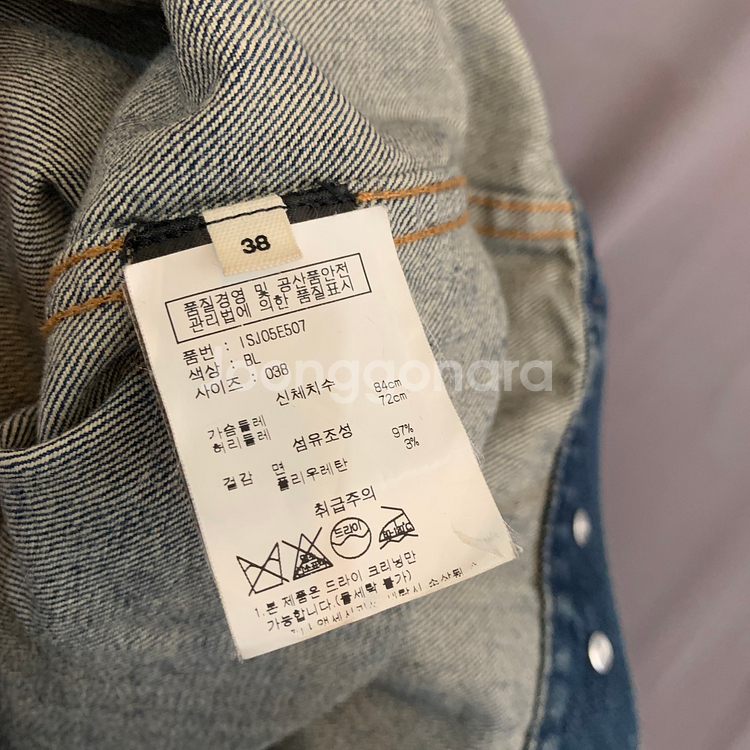 38
품질경영 및 공산품안전
관리법에 의한 품질표시
품번 : ISJ05E507
색상 : BL
사이즈 : 038
신체치수
가슴둘레 84cm
허리둘레 72cm
섬유조성
겉감 면 97%
폴리우레탄 3%
취급주의
드라이
1.본 제품은 드라이 크리닝만
가능합니다.(물세탁 불가)
loonggonara